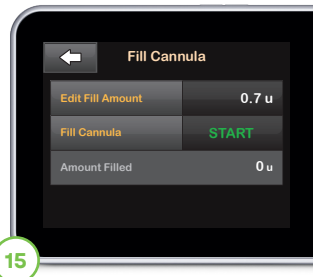 Fill Cannula
Edit Fill Amount 0.7 u
Fill Cannula START
Amount Filled 0 u
15